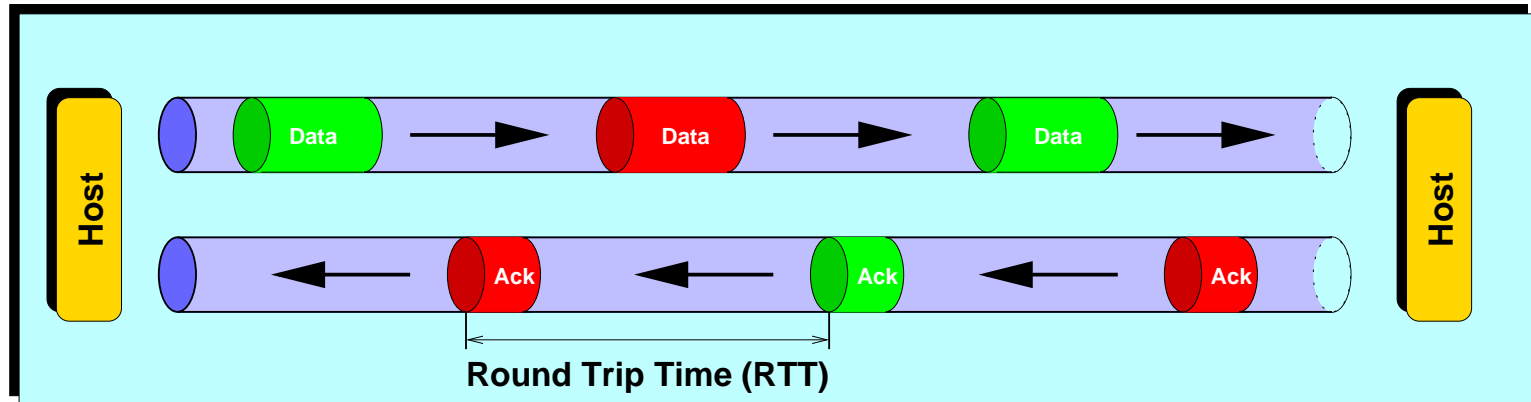 Host
Data
Data
Data
Host
Ack
Ack
Ack
Round Trip Time (RTT)